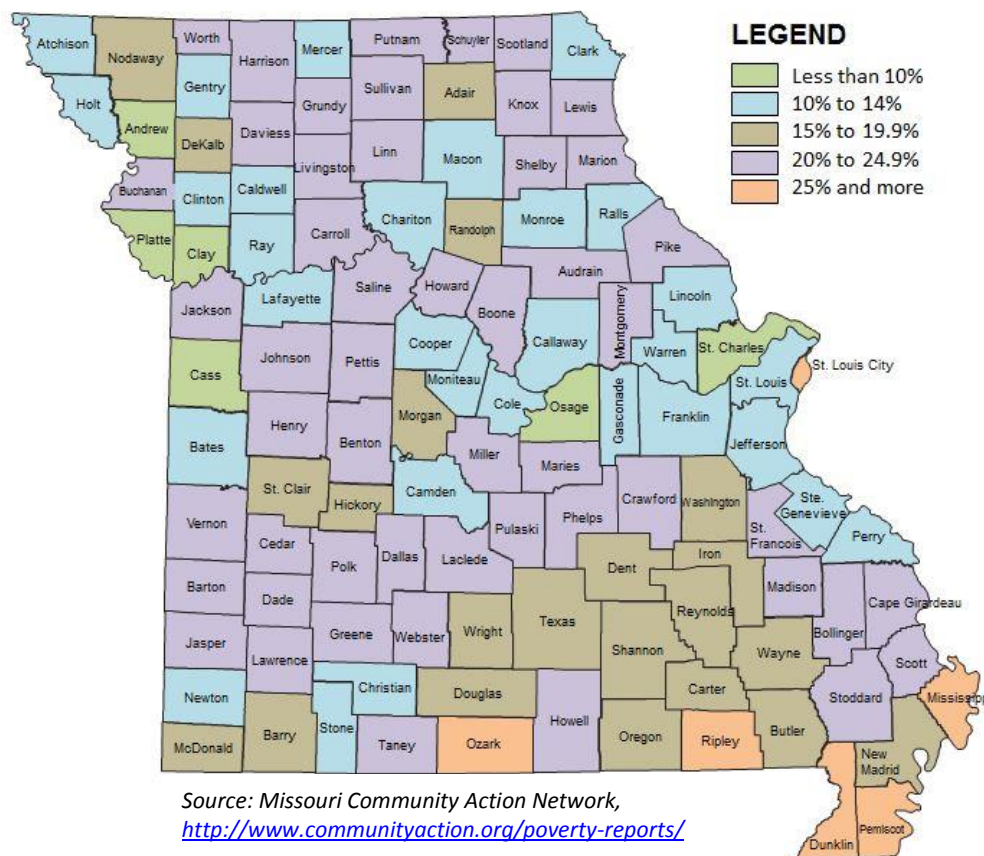 LEGEND
Less than 10%
10% to 14%
15% to 19.9%
20% to 24.9%
25% and more
Atchison
Nodaway
Worth
Harrison
Mercer
Putnam
Schuyler
Scotland
Clark
Holt
Gentry
Sullivan
Adair
Knox
Lewis
Andrew
DeKalb
Daviess
Grundy
Linn
Macon
Shelby
Marion
Livingston
Buchanan
Clinton
Caldwell
Chariton
Randolph
Monroe
Ralls
Platte
Clay
Ray
Carroll
Pike
Audrain
Jackson
Lafayette
Saline
Howard
Boone
Callaway
Montgomery
Lincoln
Warren
St. Charles
St. Louis City
St. Louis
Johnson
Pettis
Cooper
Moniteau
Cass
Cole
Osage
Gasconade
Franklin
Jefferson
Morgan
Henry
Benton
Bates
Miller
Maries
St. Clair
Hickory
Camden
Crawford
Washington
Ste.
Genevieve
Vernon
Cedar
Polk
Dallas
Laclede
Pulaski
Phelps
St.
Francois
Perry
Iron
Dent
Barton
Dade
Madison
Cape Girardeau
Reynolds
Jasper
Greene
Webster
Wright
Texas
Shannon
Bollinger
Wayne
Scott
Lawrence
Newton
Christian
Douglas
Carter
Stoddard
Mississip
Stone
McDonald
Barry
Taney
Ozark
Howell
Oregon
Ripley
Butler
New
Madrid
Pemiscot
Dunklin
Source: Missouri Community Action Network,
http://www.communityaction.org/poverty-reports/